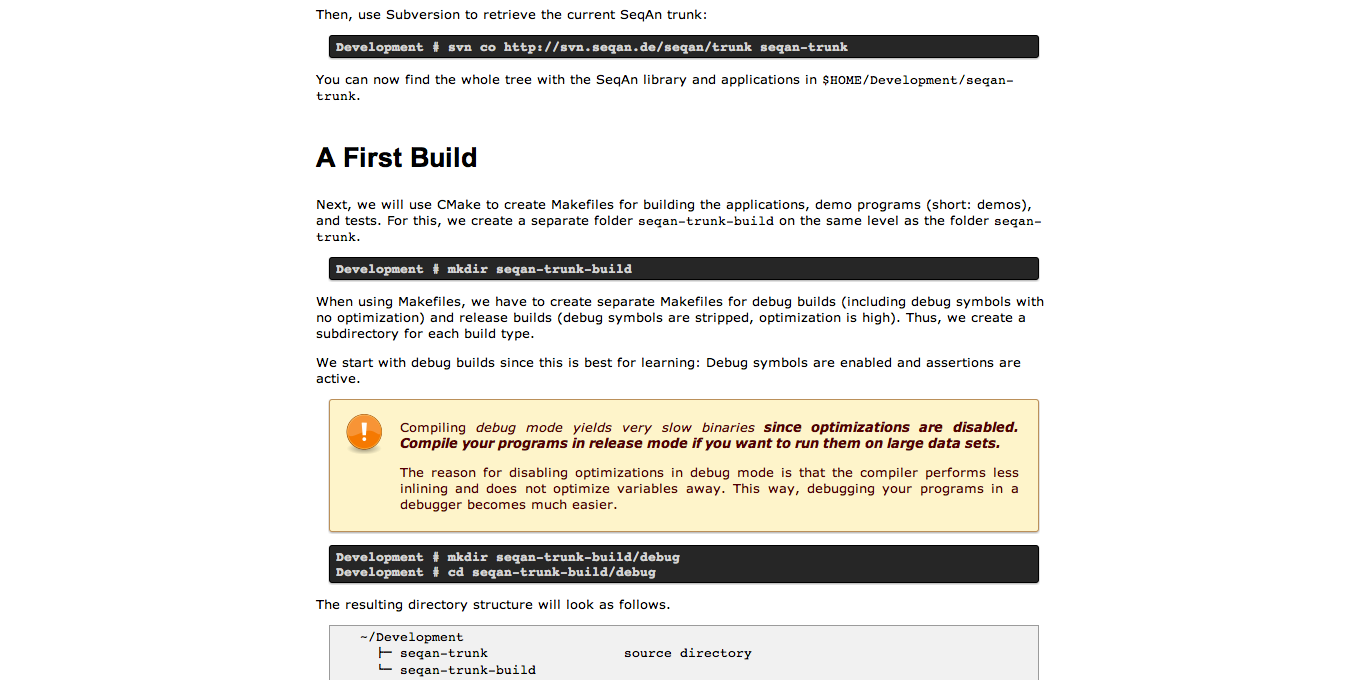 Then, use Subversion to retrieve the current SeqAn trunk:
Development # svn co http://svn.seqan.de/seqan/trunk seqan-trunk
You can now find the whole tree with the SeqAn library and applications in $HOME/Development/seqan-
trunk.
A First Build
Next, we will use CMake to create Makefiles for building the applications, demo programs (short: demos),
and tests. For this, we create a separate folder seqan-trunk-build on the same level as the folder seqan-
trunk.
Development # mkdir seqan-trunk-build
When using Makefiles, we have to create separate Makefiles for debug builds (including debug symbols with
no optimization) and release builds (debug symbols are stripped, optimization is high). Thus, we create a
subdirectory for each build type.
We start with debug builds since this is best for learning: Debug symbols are enabled and assertions are
active.
Compiling debug mode yields very slow binaries since optimizations are disabled.
Compile your programs in release mode if you want to run them on large data sets.
The reason for disabling optimizations in debug mode is that the compiler performs less
inlining and does not optimize variables away. This way, debugging your programs in a
debugger becomes much easier.
Development # mkdir seqan-trunk-build/debug
Development # cd seqan-trunk-build/debug
The resulting directory structure will look as follows.
~/Development
├─ seqan-trunk source directory
└─ seqan-trunk-build